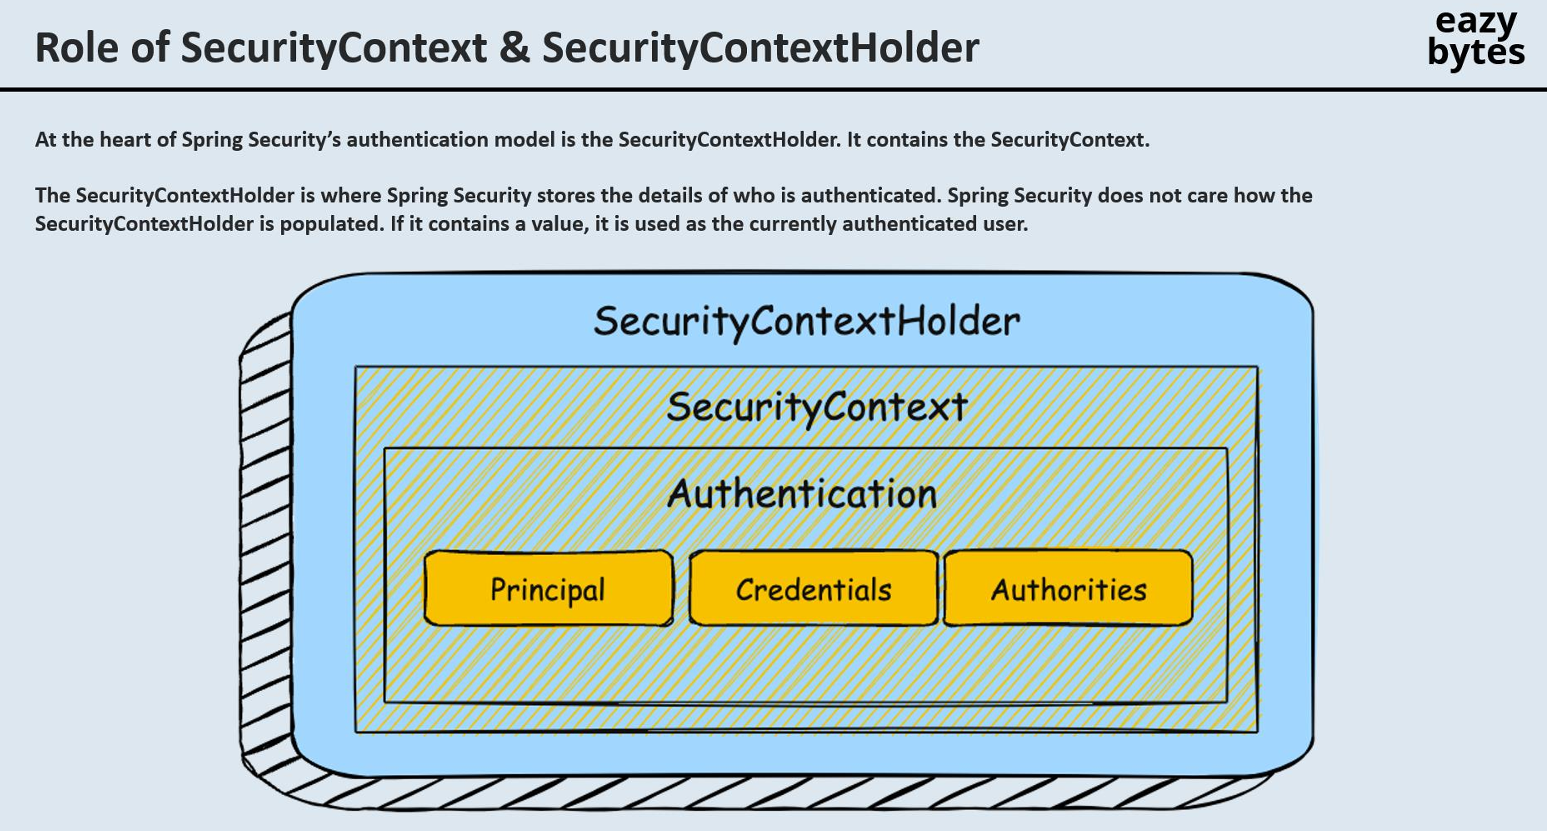 Role of SecurityContext & SecurityContextHolder
eazy
bytes
At the heart of Spring Security’s authentication model is the SecurityContextHolder. It contains the SecurityContext.
The SecurityContextHolder is where Spring Security stores the details of who is authenticated. Spring Security does not care how the
SecurityContextHolder is populated. If it contains a value, it is used as the currently authenticated user.
SecurityContextHolder
SecurityContext
Authentication
Principal
Credentials
Authorities